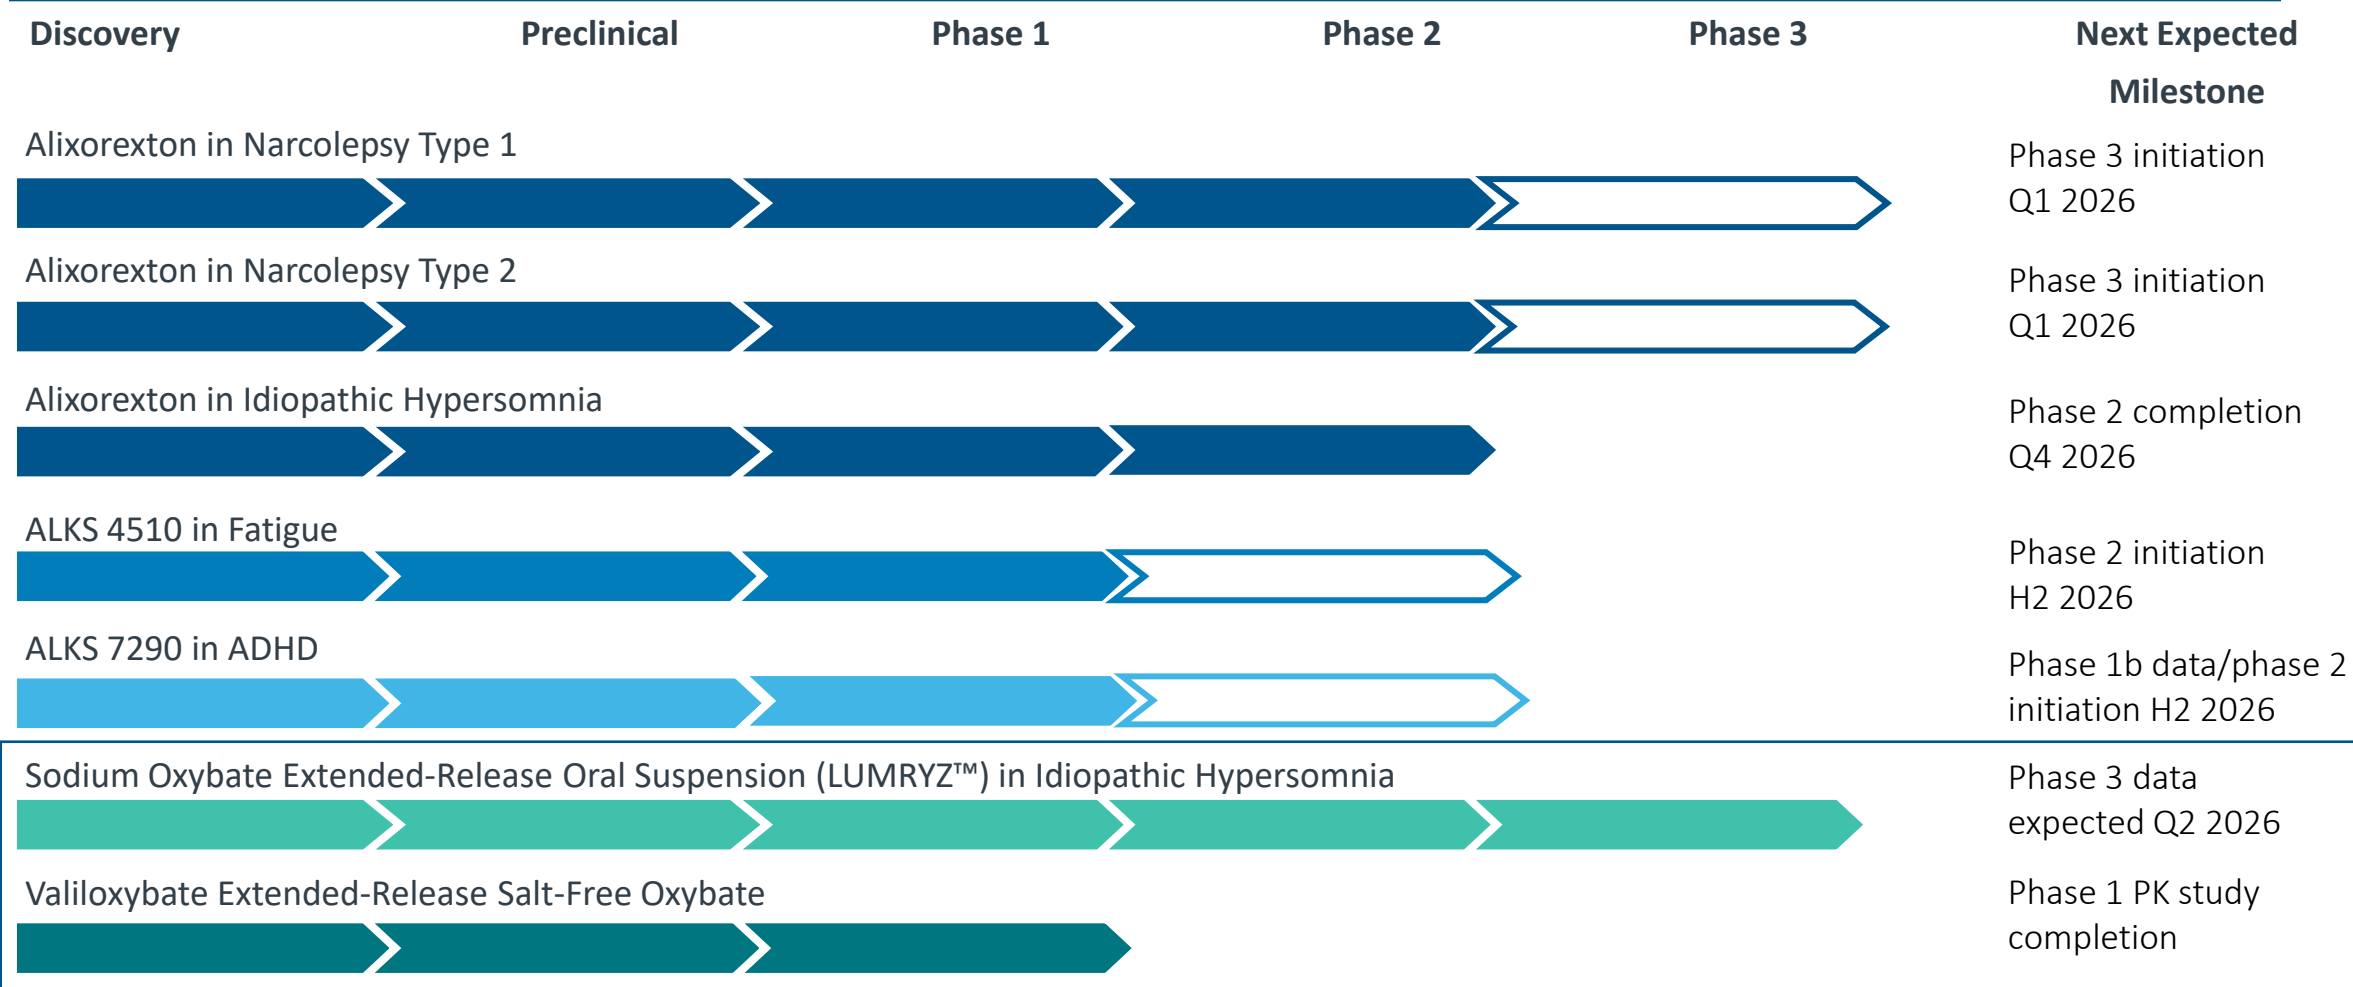 Discovery Preclinical Phase 1 Phase 2 Phase 3 Next Expected
Milestone
Alixorexton in Narcolepsy Type 1
Phase 3 initiation
Q1 2026
Alixorexton in Narcolepsy Type 2
Phase 3 initiation
Q1 2026
Alixorexton in Idiopathic Hypersomnia
Phase 2 completion
Q4 2026
ALKS 4510 in Fatigue
Phase 2 initiation
H2 2026
ALKS 7290 in ADHD
Phase 1b data/phase 2
initiation H2 2026
Sodium Oxybate Extended-Release Oral Suspension (LUMRYZ™) in Idiopathic Hypersomnia
Phase 3 data
expected Q2 2026
Valiloxybate Extended-Release Salt-Free Oxybate
Phase 1 PK study
completion